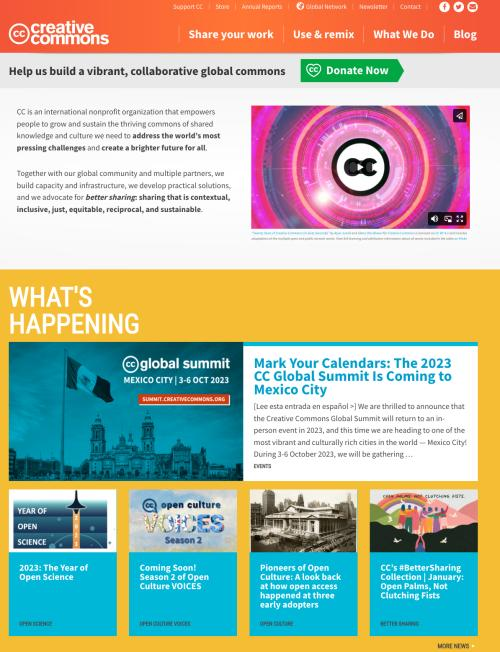 Support CC | Store | Annual Reports | Global Network | Newsletter | Contact
cc creative commons
Share your work | Use & remix | What We Do | Blog
Help us build a vibrant, collaborative global commons
Donate Now
CC is an international nonprofit organization that empowers
people to grow and sustain the thriving commons of shared
knowledge and culture we need to address the world's most
pressing challenges and create a brighter future for all.
Together with our global community and multiple partners, we
build capacity and infrastructure, we develop practical solutions,
and we advocate for better sharing: sharing that is contextual,
inclusive, just, equitable, reciprocal, and sustainable.
cc
WHAT'S
HAPPENING
cc global summit
MEXICO CITY | 3-6 OCT 2023
SUMMIT.CREATIVECOMMONS.ORG
Mark Your Calendars: The 2023
CC Global Summit Is Coming to
Mexico City
[Lee esta entrada en español >] We are thrilled to announce that
the Creative Commons Global Summit will return to an in-
person event in 2023, and this time we are heading to one of the
most vibrant and culturally rich cities in the world — Mexico City!
During 3-6 October 2023, we will be gathering …
EVENTS
YEAR OF
OPEN
SCIENCE
2023: The Year of
Open Science
OPEN SCIENCE
cc open culture
VOICES
Season 2
Coming Soon!
Season 2 of Open
Culture VOICES
OPEN CULTURE VOICES
Pioneers of Open
Culture: A look back
at how open access
happened at three
early adopters
OPEN CULTURE
OPEN PALMS, NOT CLUTCHING FISTS.
CC's #BetterSharing
Collection | January:
Open Palms, Not
Clutching Fists
BETTER SHARING
MORE NEWS